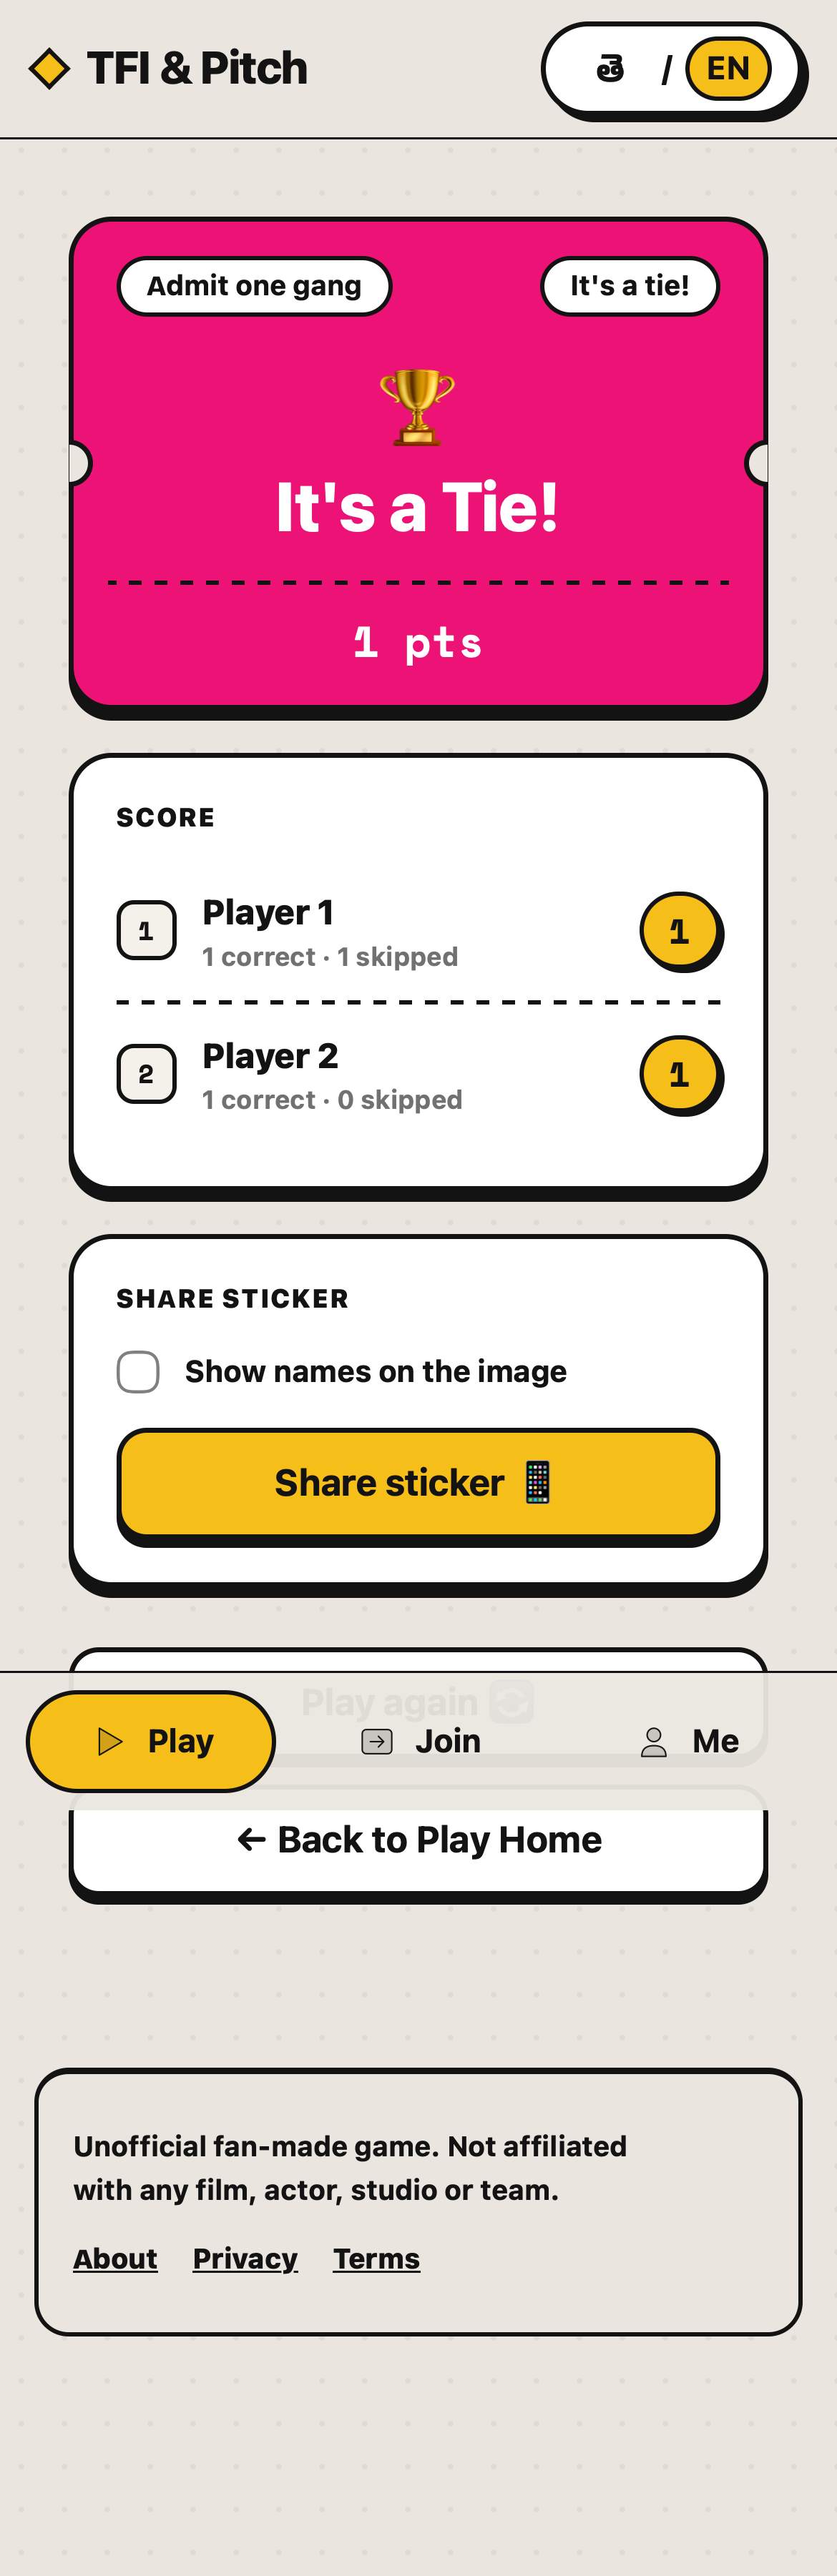 TFI & Pitch
తె / EN
Admit one gang
It's a tie!
It's a Tie!
1 pts
SCORE
1
Player 1
1 correct · 1 skipped
1
2
Player 2
1 correct · 0 skipped
1
SHARE STICKER
Show names on the image
Share sticker
Play again
Play
Join
Me
← Back to Play Home
Unofficial fan-made game. Not affiliated
with any film, actor, studio or team.
About Privacy Terms